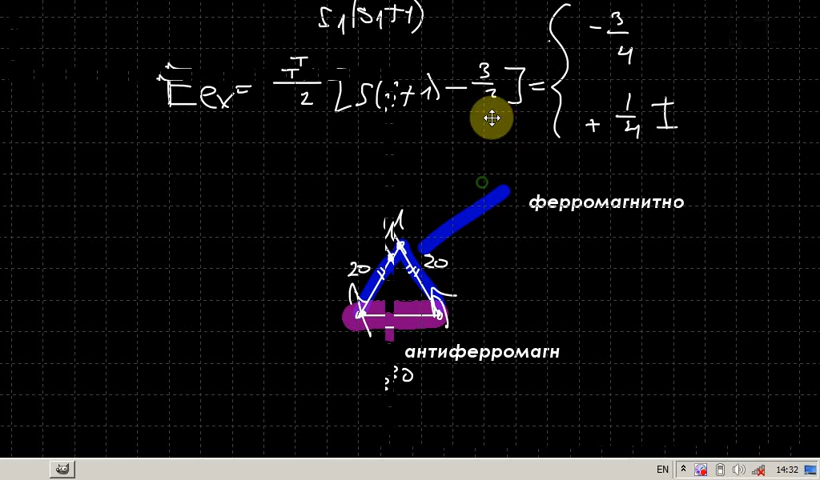 S₁(S₁+1)
- 3/4
Eex = I/2 [S(S+1) - 3/2] = {
+ 1/4 I
ферромагнитно
20 20
антиферромагн
30
EN 14:32